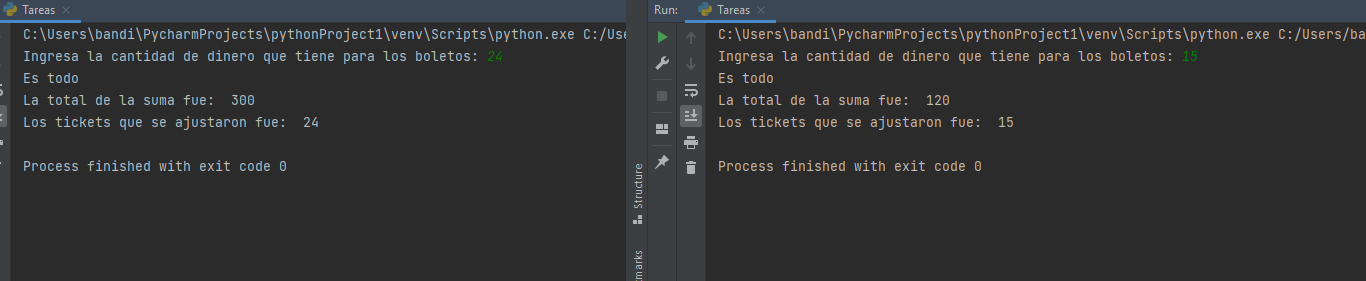 Tareas
C:\Users\bandi\PycharmProjects\pythonProject1\venv\Scripts\python.exe C:/Use
Ingresa la cantidad de dinero que tiene para los boletos: 24
Es todo
La total de la suma fue:  300
Los tickets que se ajustaron fue:  24
Process finished with exit code 0
Structure
marks
Run:
Tareas
C:\Users\bandi\PycharmProjects\pythonProject1\venv\Scripts\python.exe C:/Users/ba
Ingresa la cantidad de dinero que tiene para los boletos: 15
Es todo
La total de la suma fue:  120
Los tickets que se ajustaron fue:  15
Process finished with exit code 0